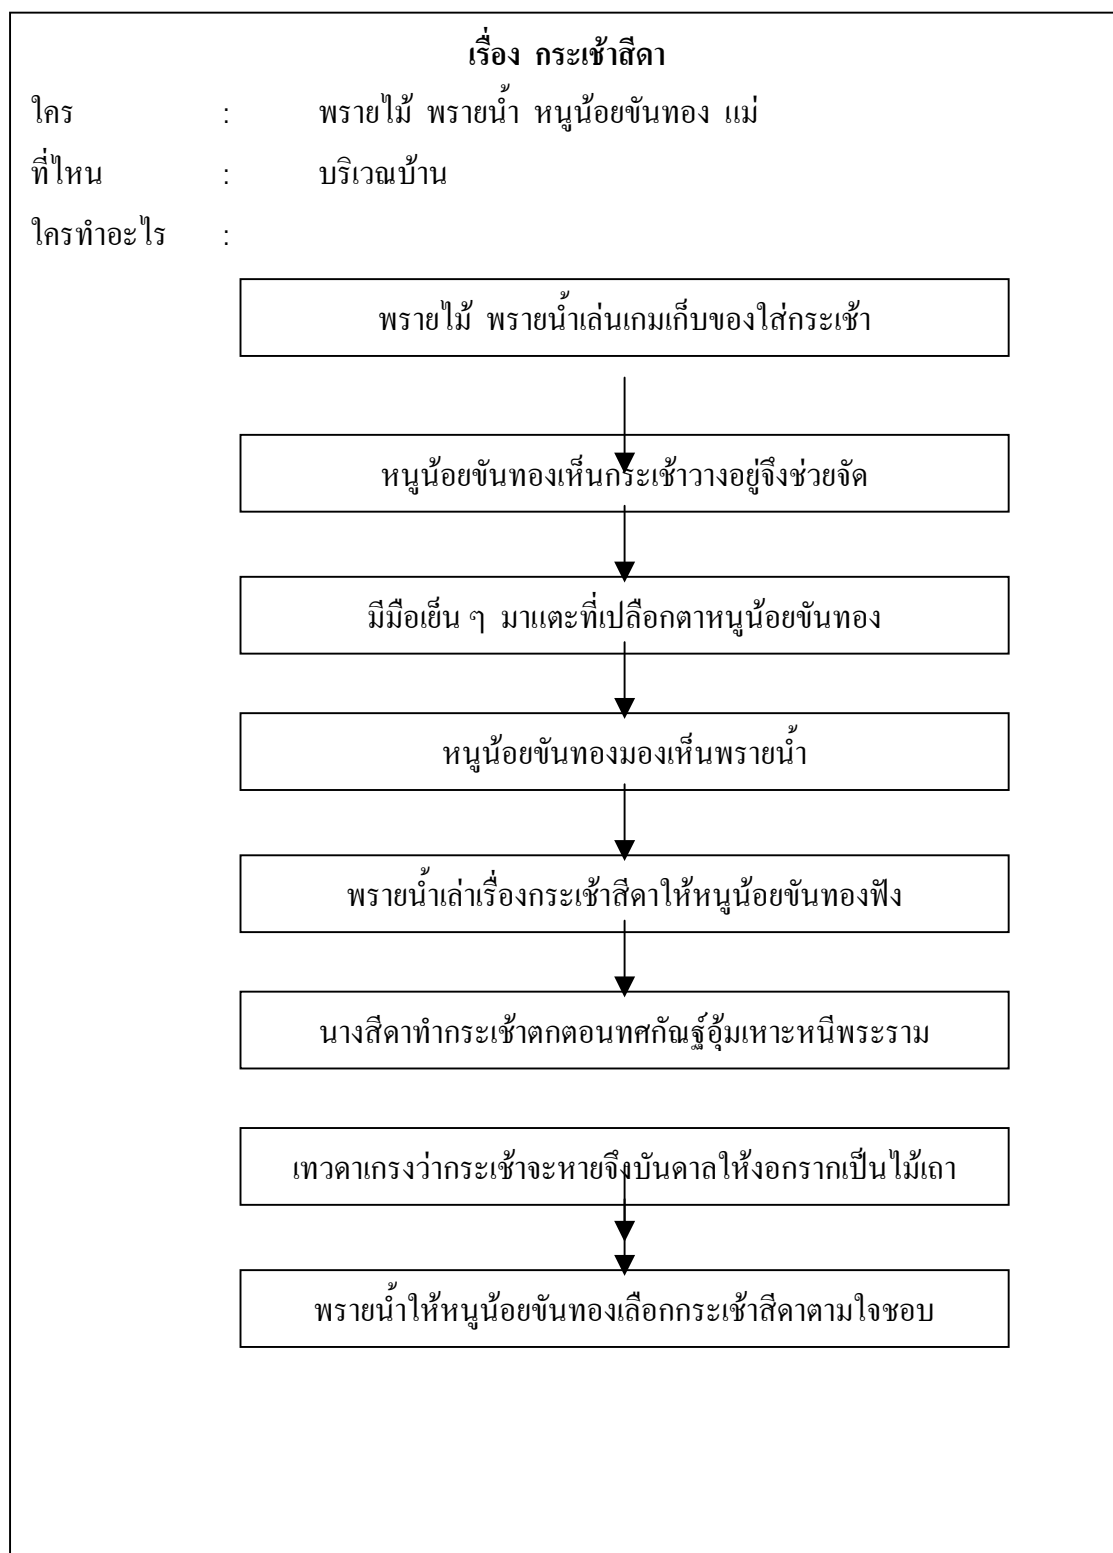 เรื่อง กระเช้าสีดา
ใคร : พรายไม้ พรายน้ำ หนูน้อยขันทอง แม่
ที่ไหน : บริเวณบ้าน
ใครทำอะไร :
พรายไม้ พรายน้ำเล่นเกมเก็บของใส่กระเช้า
หนูน้อยขันทองเห็นกระเช้าวางอยู่จึงช่วยจัด
มีมือเย็น ๆ มาแตะที่เปลือกตาหนูน้อยขันทอง
หนูน้อยขันทองมองเห็นพรายน้ำ
พรายน้ำเล่าเรื่องกระเช้าสีดาให้หนูน้อยขันทองฟัง
นางสีดาทำกระเช้าตกตอนทศกัณฐ์อุ้มเหาะหนีพระราม
เทวดาเกรงว่ากระเช้าจะหายจึงบันดาลให้งอกรากเป็นไม้เถา
พรายน้ำให้หนูน้อยขันทองเลือกกระเช้าสีดาตามใจชอบ